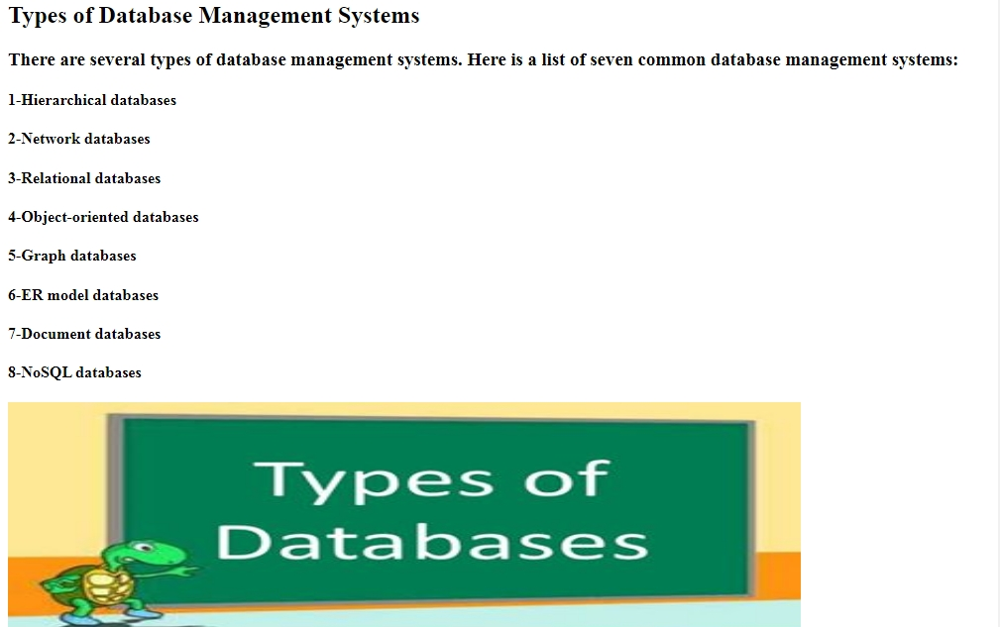 Types of Database Management Systems
There are several types of database management systems. Here is a list of seven common database management systems:
1-Hierarchical databases
2-Network databases
3-Relational databases
4-Object-oriented databases
5-Graph databases
6-ER model databases
7-Document databases
8-NoSQL databases
Types of
Databases